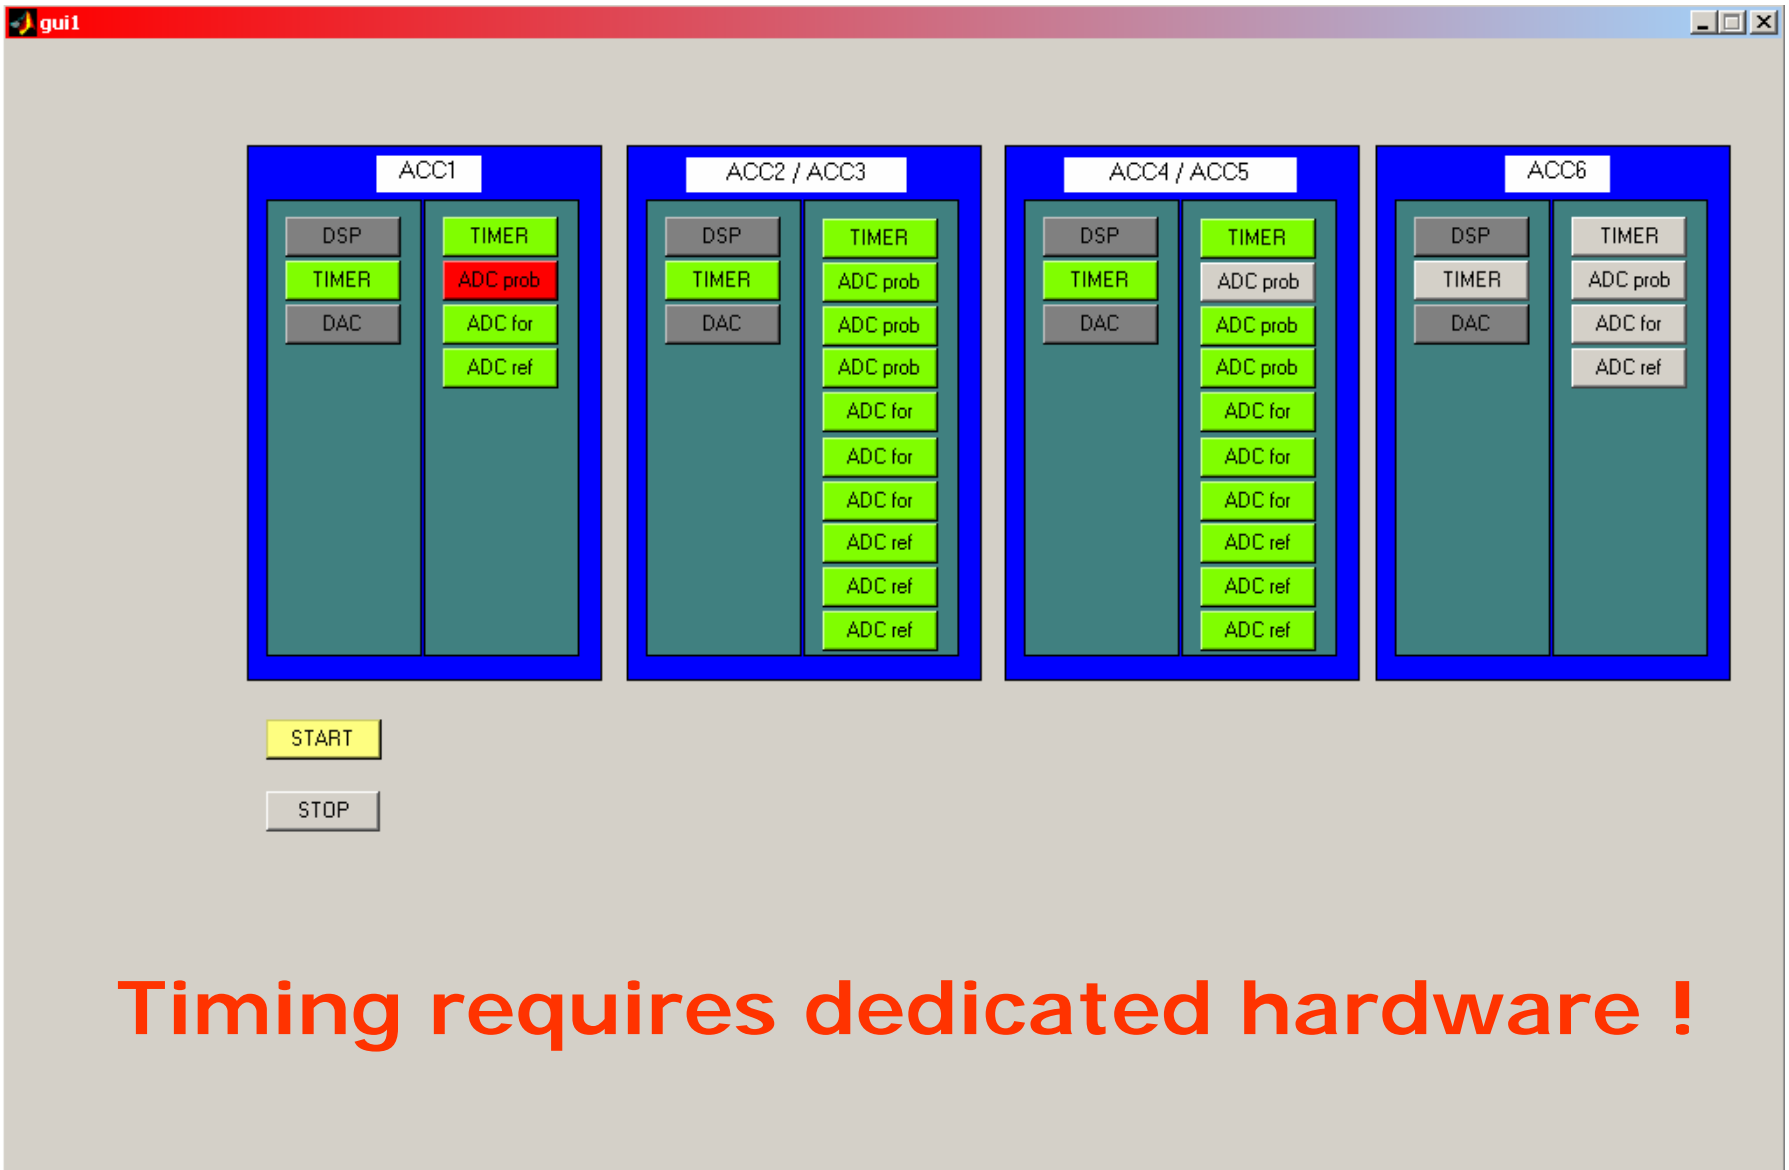 gui1
ACC1
DSP
TIMER
DAC
TIMER
ADC prob
ADC for
ADC ref
ACC2 / ACC3
DSP
TIMER
DAC
TIMER
ADC prob
ADC prob
ADC prob
ADC for
ADC for
ADC for
ADC ref
ADC ref
ADC ref
ACC4 / ACC5
DSP
TIMER
DAC
TIMER
ADC prob
ADC prob
ADC prob
ADC for
ADC for
ADC for
ADC ref
ADC ref
ADC ref
ACC6
DSP
TIMER
DAC
TIMER
ADC prob
ADC for
ADC ref
START
STOP
Timing requires dedicated hardware !